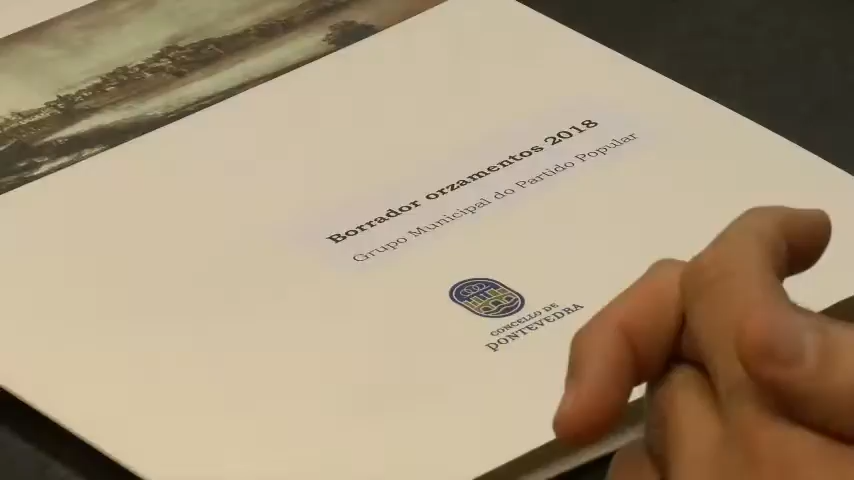 Borrador orzamentos 2018
Grupo Municipal do Partido Popular
CONCELLO DE
PONTEVEDRA